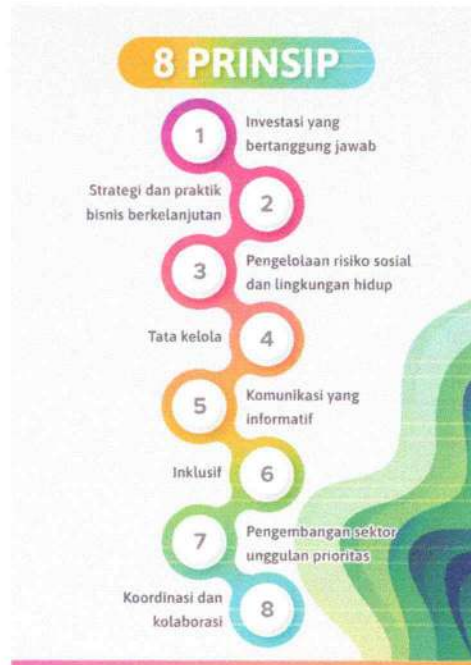 8 PRINSIP
1
Investasi yang
bertanggung jawab
Strategi dan praktik
bisnis berkelanjutan
2
3
Pengelolaan risiko sosial
dan lingkungan hidup
Tata kelola
4
5
Komunikasi yang
informatif
Inklusif
6
7
Pengembangan sektor
unggulan prioritas
Koordinasi dan
kolaborasi
8